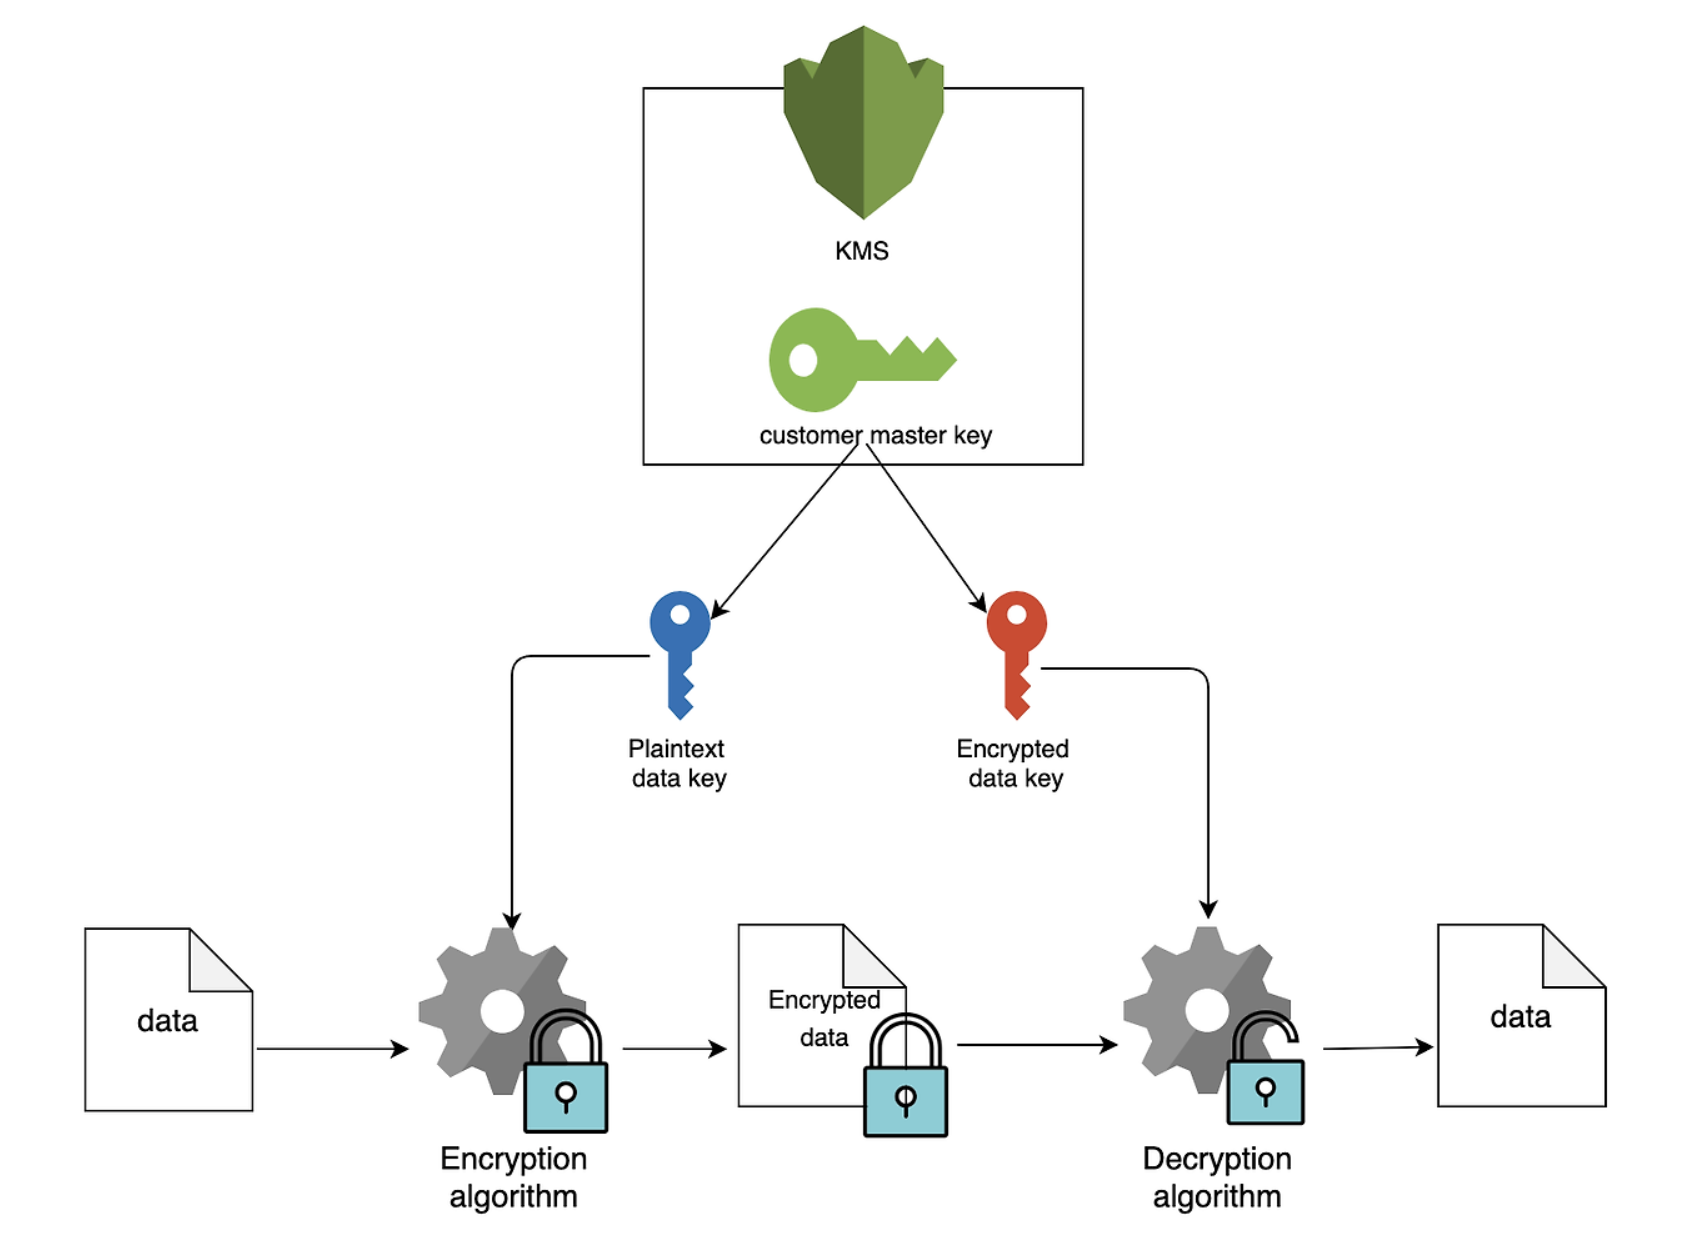 KMS
customer master key
Plaintext
data key
Encrypted
data key
data
Encrypted
data
data
Encryption
algorithm
Decryption
algorithm